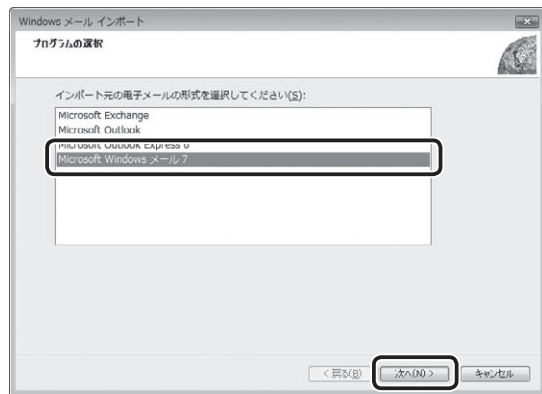 Windows メール インポート
プログラムの選択
インポート元の電子メールの形式を選択してください(S):
Microsoft Exchange
Microsoft Outlook
Microsoft Outlook Express 6
Microsoft Windows メール 7
< 戻る(B)
次へ(N) >
キャンセル